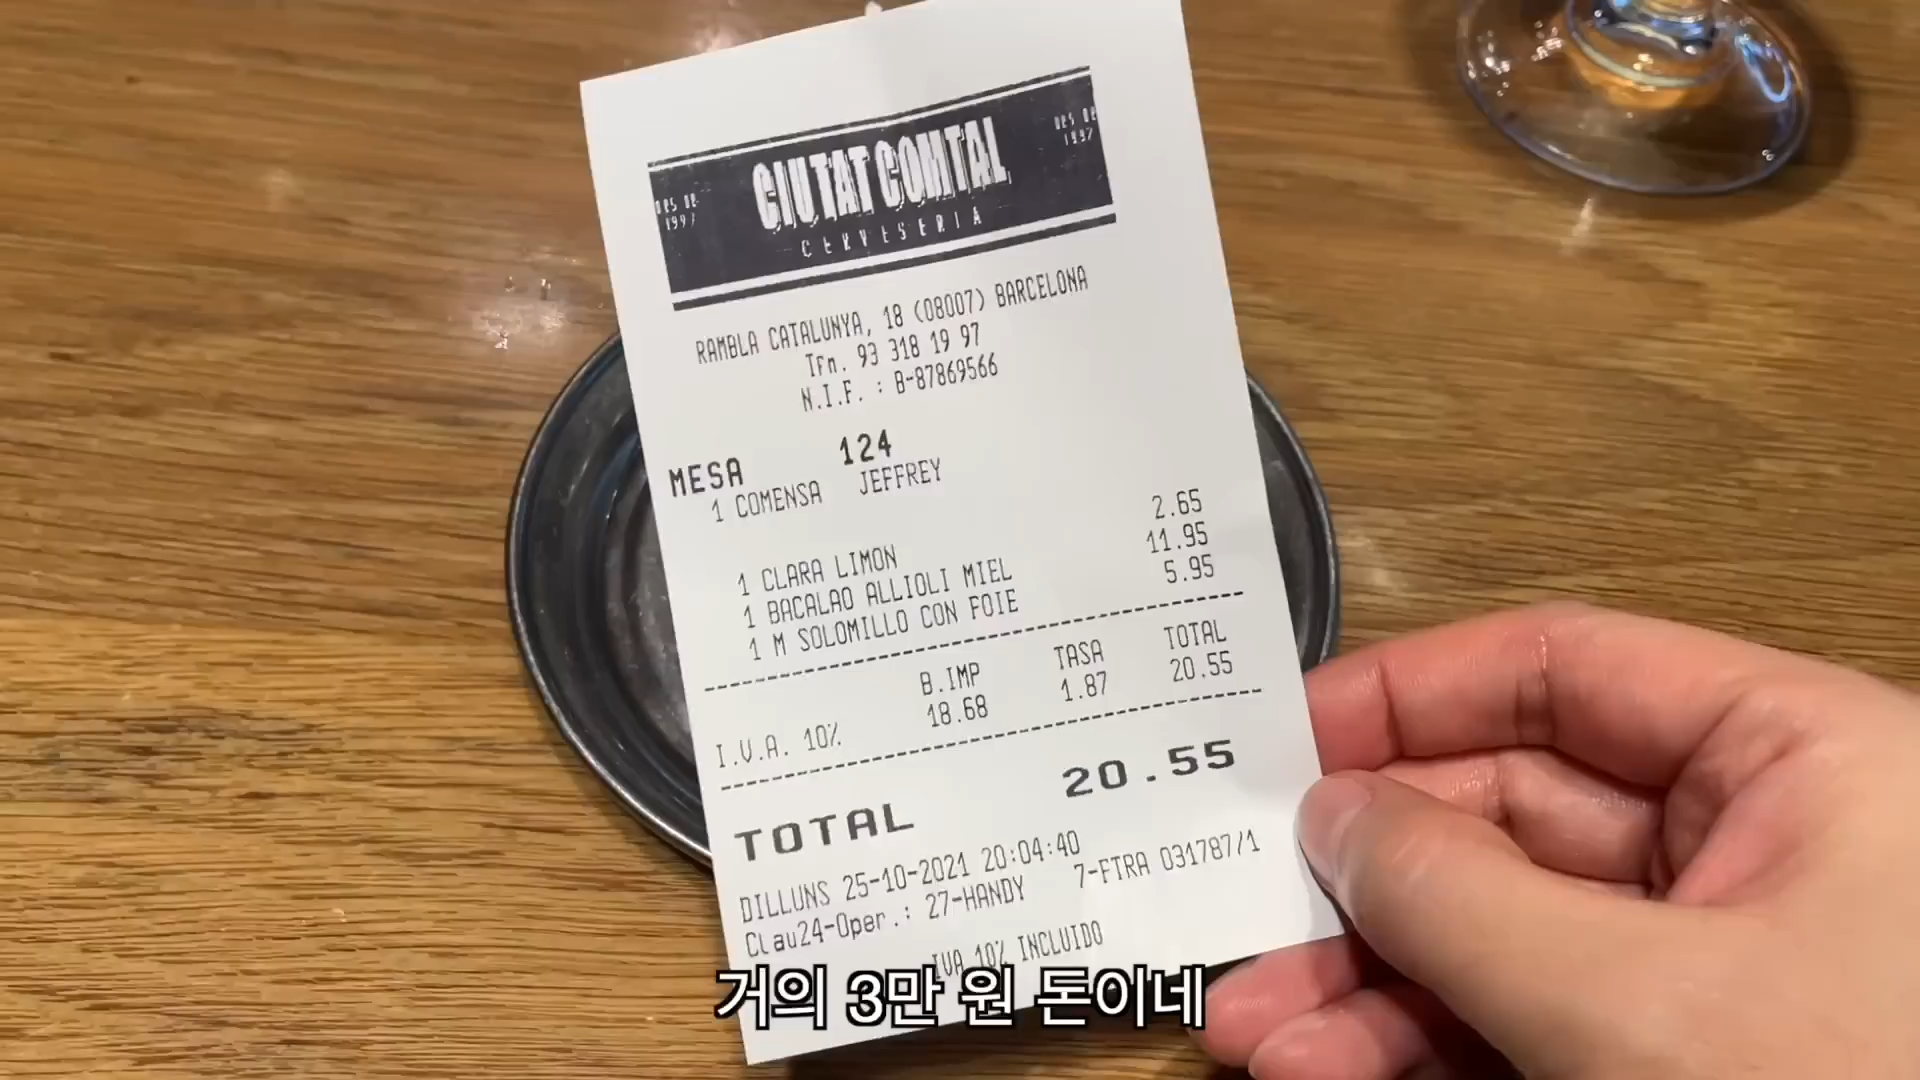 DES DE
1997
CIUTAT COMTAL
CERVESERIA
DES DE
1997
RAMBLA CATALUNYA, 18 (08007) BARCELONA
TFn. 93 318 19 97
N.I.F. : B-87869566
MESA 124
1 COMENSA JEFFREY
1 CLARA LIMON 2.65
1 BACALAO ALLIOLI MIEL 11.95
1 M SOLOMILLO CON FOIE 5.95
B.IMP TASA TOTAL
I.V.A. 10% 18.68 1.87 20.55
TOTAL 20.55
DILLUNS 25-10-2021 20:04:40
Clau24-Oper.: 27-HANDY 7-FTRA 031787/1
IVA 10% INCLUIDO
거의 3만 원 돈이네